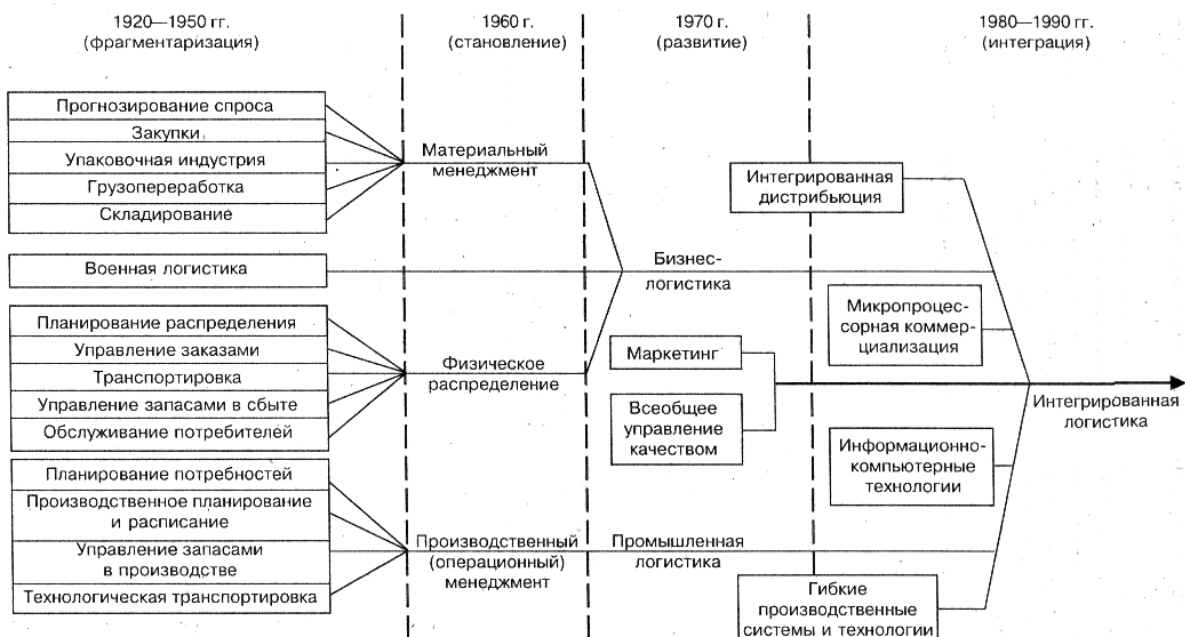 1920—1950 гг.
(фрагментаризация)
1960 г.
(становление)
1970 г.
(развитие)
1980—1990 гг.
(интеграция)
Прогнозирование спроса
Закупки
Упаковочная индустрия
Грузопереработка
Складирование
Военная логистика
Планирование распределения
Управление заказами
Транспортировка
Управление запасами в сбыте
Обслуживание потребителей
Планирование потребностей
Производственное планирование
и расписание
Управление запасами
в производстве
Технологическая транспортировка
Материальный
менеджмент
Физическое
распределение
Производственный
(операционный)
менеджмент
Бизнес-
логистика
Маркетинг
Всеобщее
управление
качеством
Промышленная
логистика
Интегрированная
дистрибьюция
Микропроцес-
сорная коммер-
циализация
Интегрированная
логистика
Информационно-
компьютерные
технологии
Гибкие
производственные
системы и технологии